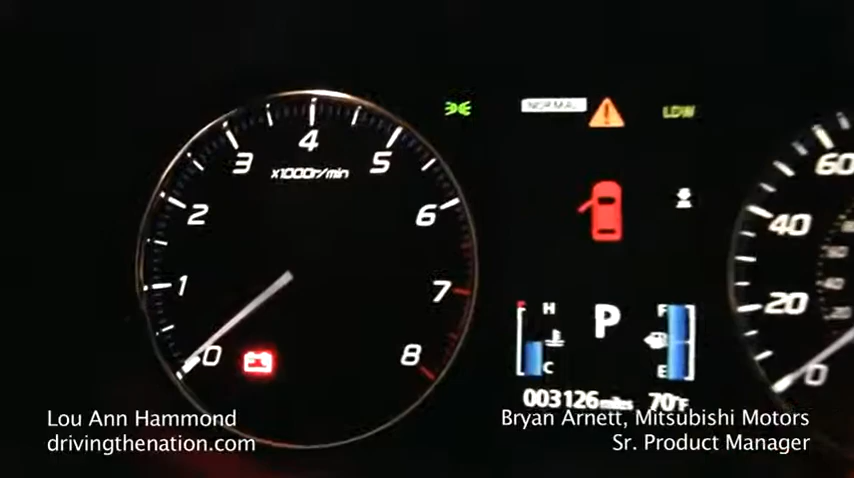 4
3
x1000r/min
5
2
6
1
7
0
8
NORMAL
LOW
H
C
P
F
E
003126 miles
70°F
60
40
20
0
Lou Ann Hammond
drivingthenation.com
Bryan Arnett, Mitsubishi Motors
Sr. Product Manager